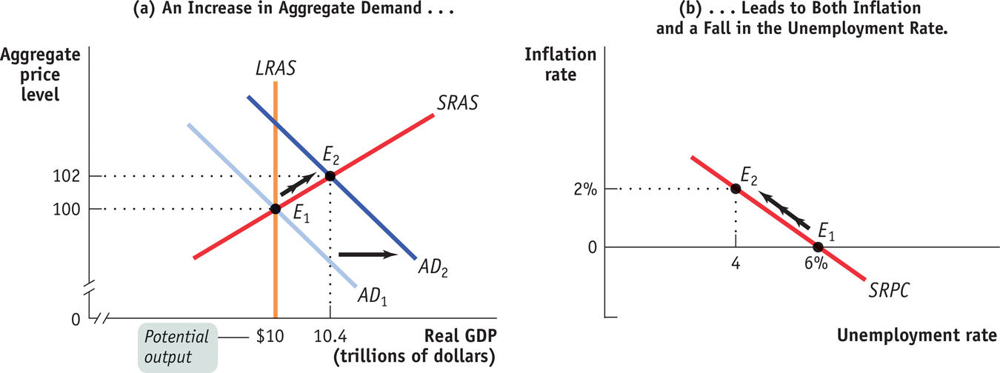 (a) An Increase in Aggregate Demand . . .
Aggregate
price
level
LRAS
SRAS
E2
102
100
E1
AD2
AD1
0
Potential
output
$10
10.4
Real GDP
(trillions of dollars)
(b) . . . Leads to Both Inflation
and a Fall in the Unemployment Rate.
Inflation
rate
E2
2%
E1
0
4
6%
SRPC
Unemployment rate